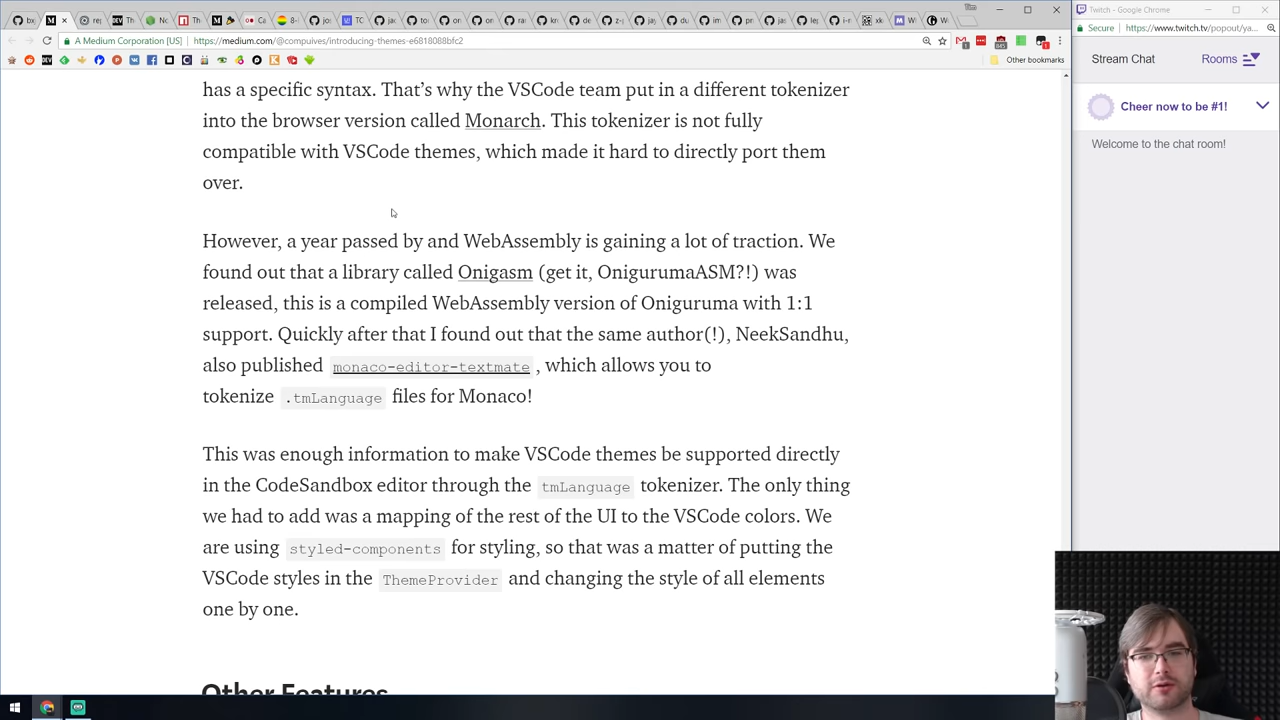 Twitch - Google Chrome
A Medium Corporation [US] https://medium.com/@compuives/introducing-themes-e6818088bfc2
Secure https://www.twitch.tv/popout/ya...
Other bookmarks
Stream Chat
Rooms
Cheer now to be #1!
Welcome to the chat room!
has a specific syntax. That's why the VSCode team put in a different tokenizer
into the browser version called Monarch. This tokenizer is not fully
compatible with VSCode themes, which made it hard to directly port them
over.
However, a year passed by and WebAssembly is gaining a lot of traction. We
found out that a library called Onigasm (get it, OnigurumaASM?!) was
released, this is a compiled WebAssembly version of Oniguruma with 1:1
support. Quickly after that I found out that the same author(!), NeekSandhu,
also published monaco-editor-textmate , which allows you to
tokenize .tmLanguage files for Monaco!
This was enough information to make VSCode themes be supported directly
in the CodeSandbox editor through the tmLanguage tokenizer. The only thing
we had to add was a mapping of the rest of the UI to the VSCode colors. We
are using styled-components for styling, so that was a matter of putting the
VSCode styles in the ThemeProvider and changing the style of all elements
one by one.
Other Features